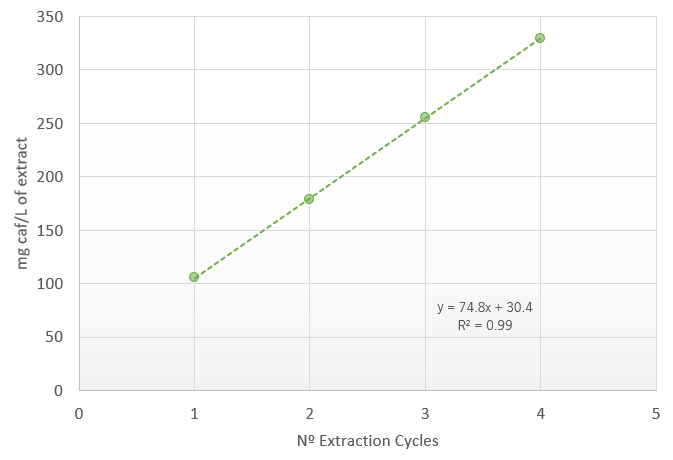 350
300
250
200
150
100
50
0
mg caf/L of extract
y = 74.8x + 30.4
R² = 0.99
0 1 2 3 4 5
Nº Extraction Cycles